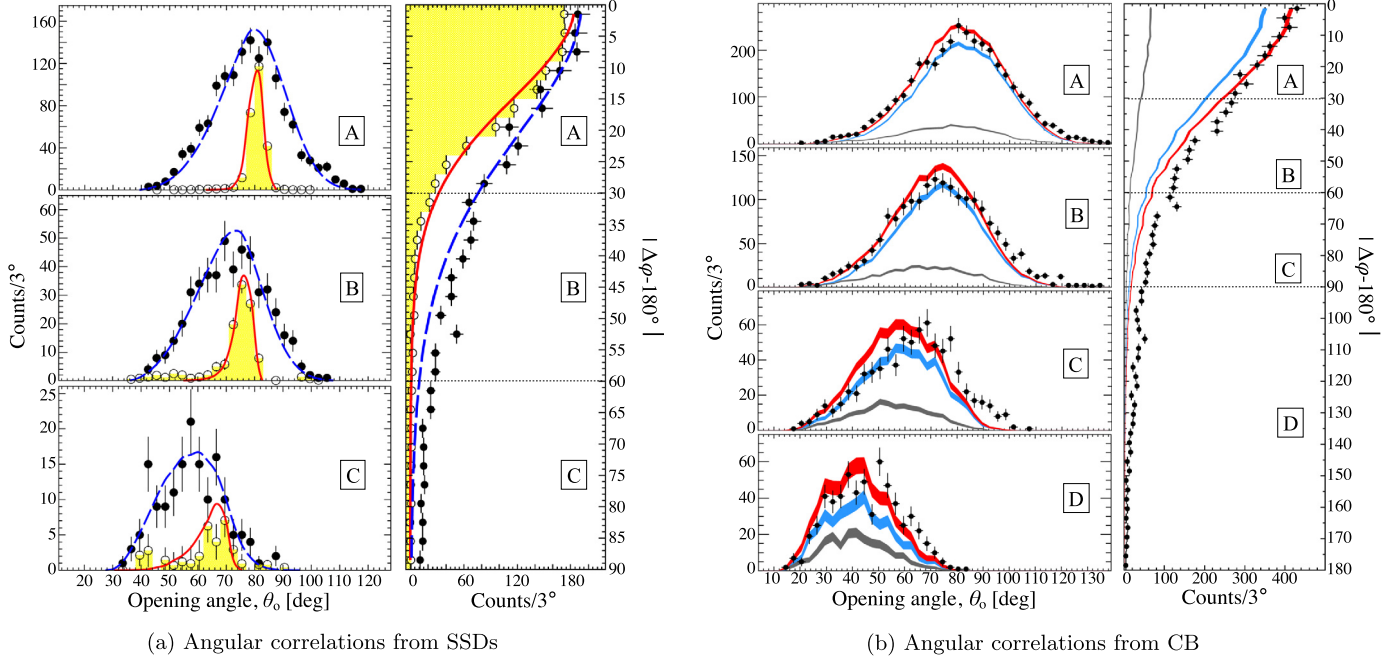 175
160
120
80
40
0
A
60
50
40
30
20
10
0
B
25
20
15
10
5
0
C
20 30 40 50 60 70 80 90 100 110 120
Counts/3°
Opening angle, θo [deg]
0
5
10
15
20
25
30
35
40
45
50
55
60
65
70
75
80
85
90
A
B
C
| Δφ-180° |
0 60 120 180
Counts/3°
(a) Angular correlations from SSDs
200
100
0
A
150
100
50
0
B
60
40
20
0
C
60
40
20
0
D
10 20 30 40 50 60 70 80 90 100 110 120 130
Counts/3°
Opening angle, θo [deg]
0
10
20
30
40
50
60
70
80
90
100
110
120
130
140
150
160
170
180
A
B
C
D
| Δφ-180° |
0 100 200 300 400
Counts/3°
(b) Angular correlations from CB